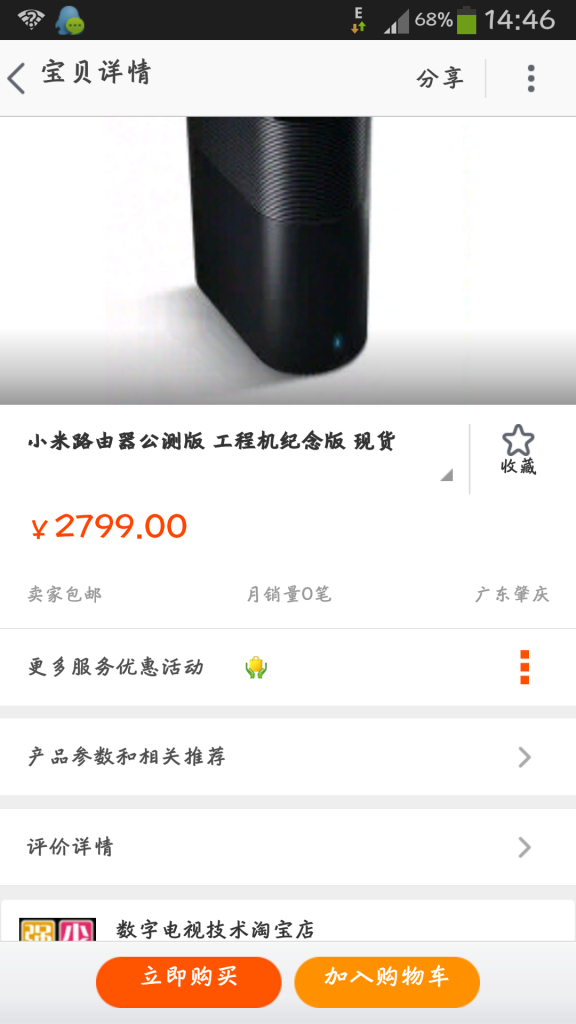 E
68%
14:46
宝贝详情
分享
小米路由器公测版 工程机纪念版 现货
收藏
￥2799.00
卖家包邮
月销量0笔
广东肇庆
更多服务优惠活动
产品参数和相关推荐
评价详情
数字电视技术淘宝店
立即购买
加入购物车